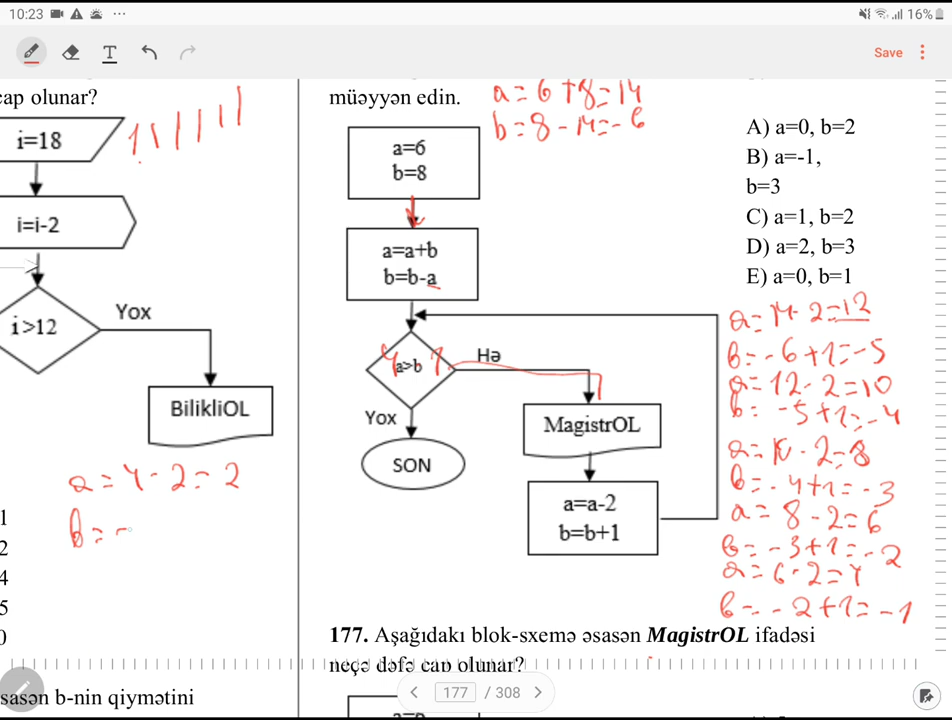 10:23
16%
T
Save
cap olunar?
i=18
i=i-2
i>12
Yox
BilikliOL
a=4-2=2
b=-
1
2
4
5
0
sasən b-nin qiymətini
müəyyən edin.
a=6+8=14
b=8-14=-6
a=6
b=8
a=a+b
b=b-a
a>b
Hə
Yox
SON
MagistrOL
a=a-2
b=b+1
A) a=0, b=2
B) a=-1,
b=3
C) a=1, b=2
D) a=2, b=3
E) a=0, b=1
a=14-2=12
b=-6+1=-5
a=12-2=10
b=-5+1=-4
a=10-2=8
b=-4+1=-3
a=8-2=6
b=-3+1=-2
a=6-2=4
b=-2+1=-1
177. Aşağıdakı blok-sxemə əsasən MagistrOL ifadəsi
neçə dəfə çap olunar?
177 / 308